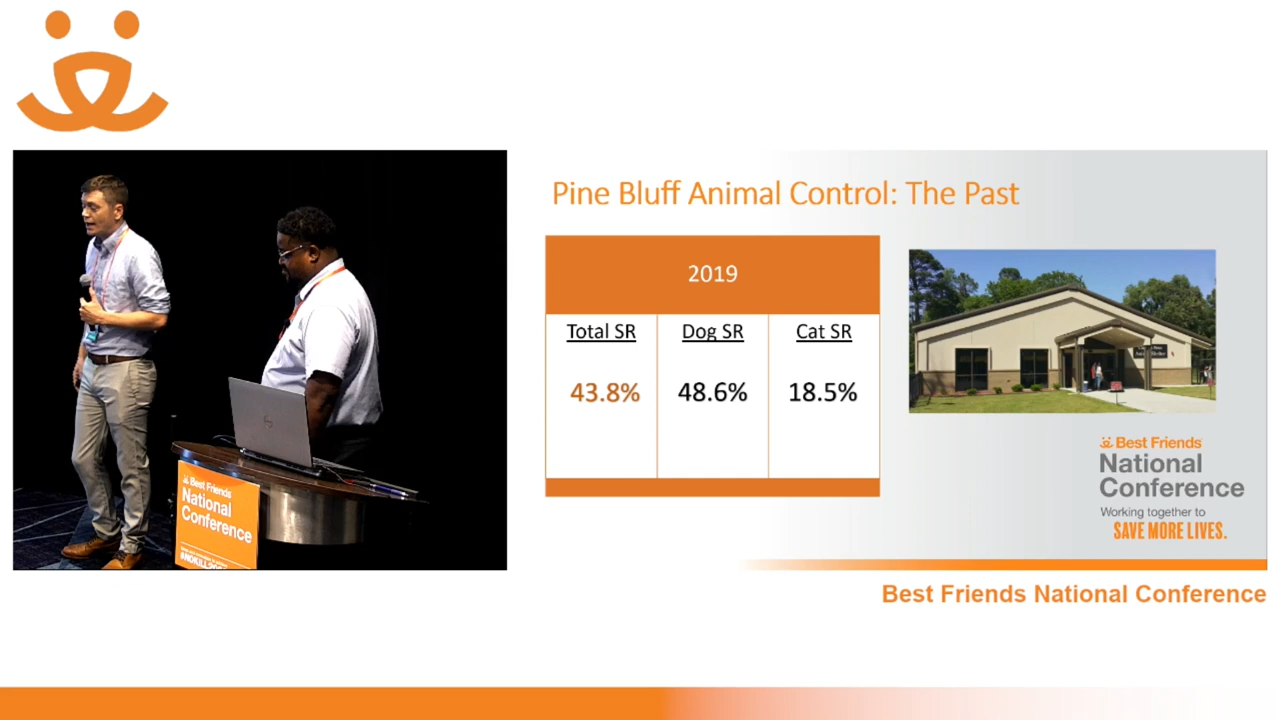 Pine Bluff Animal Control: The Past
2019
Total SR
Dog SR
Cat SR
43.8%
48.6%
18.5%
Best Friends
National
Conference
Working together to
SAVE MORE LIVES.
Best Friends
National
Conference
Best Friends National Conference